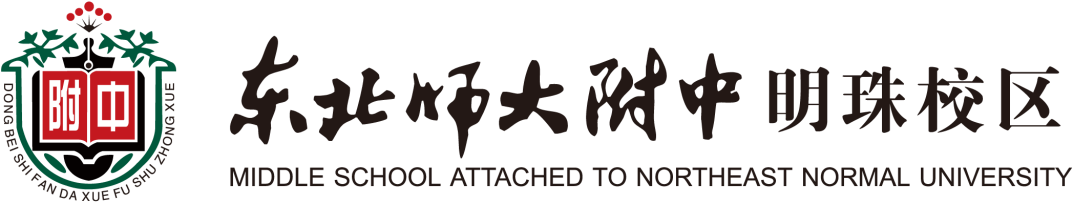 附中
DONG BEI SHI FAN DA XUE FU SHU ZHONG XUE
东北师大附中 明珠校区
MIDDLE SCHOOL ATTACHED TO NORTHEAST NORMAL UNIVERSITY